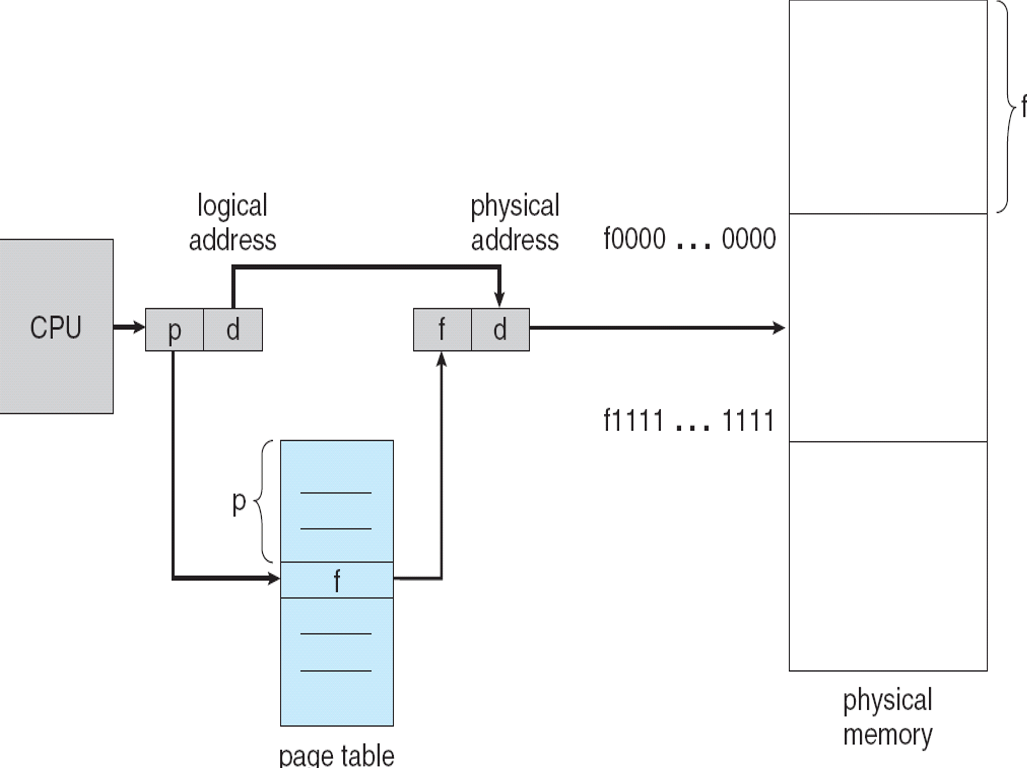 f
logical
address
physical
address
f0000 ... 0000
CPU
p
d
f
d
f1111 ... 1111
p
f
page table
physical
memory